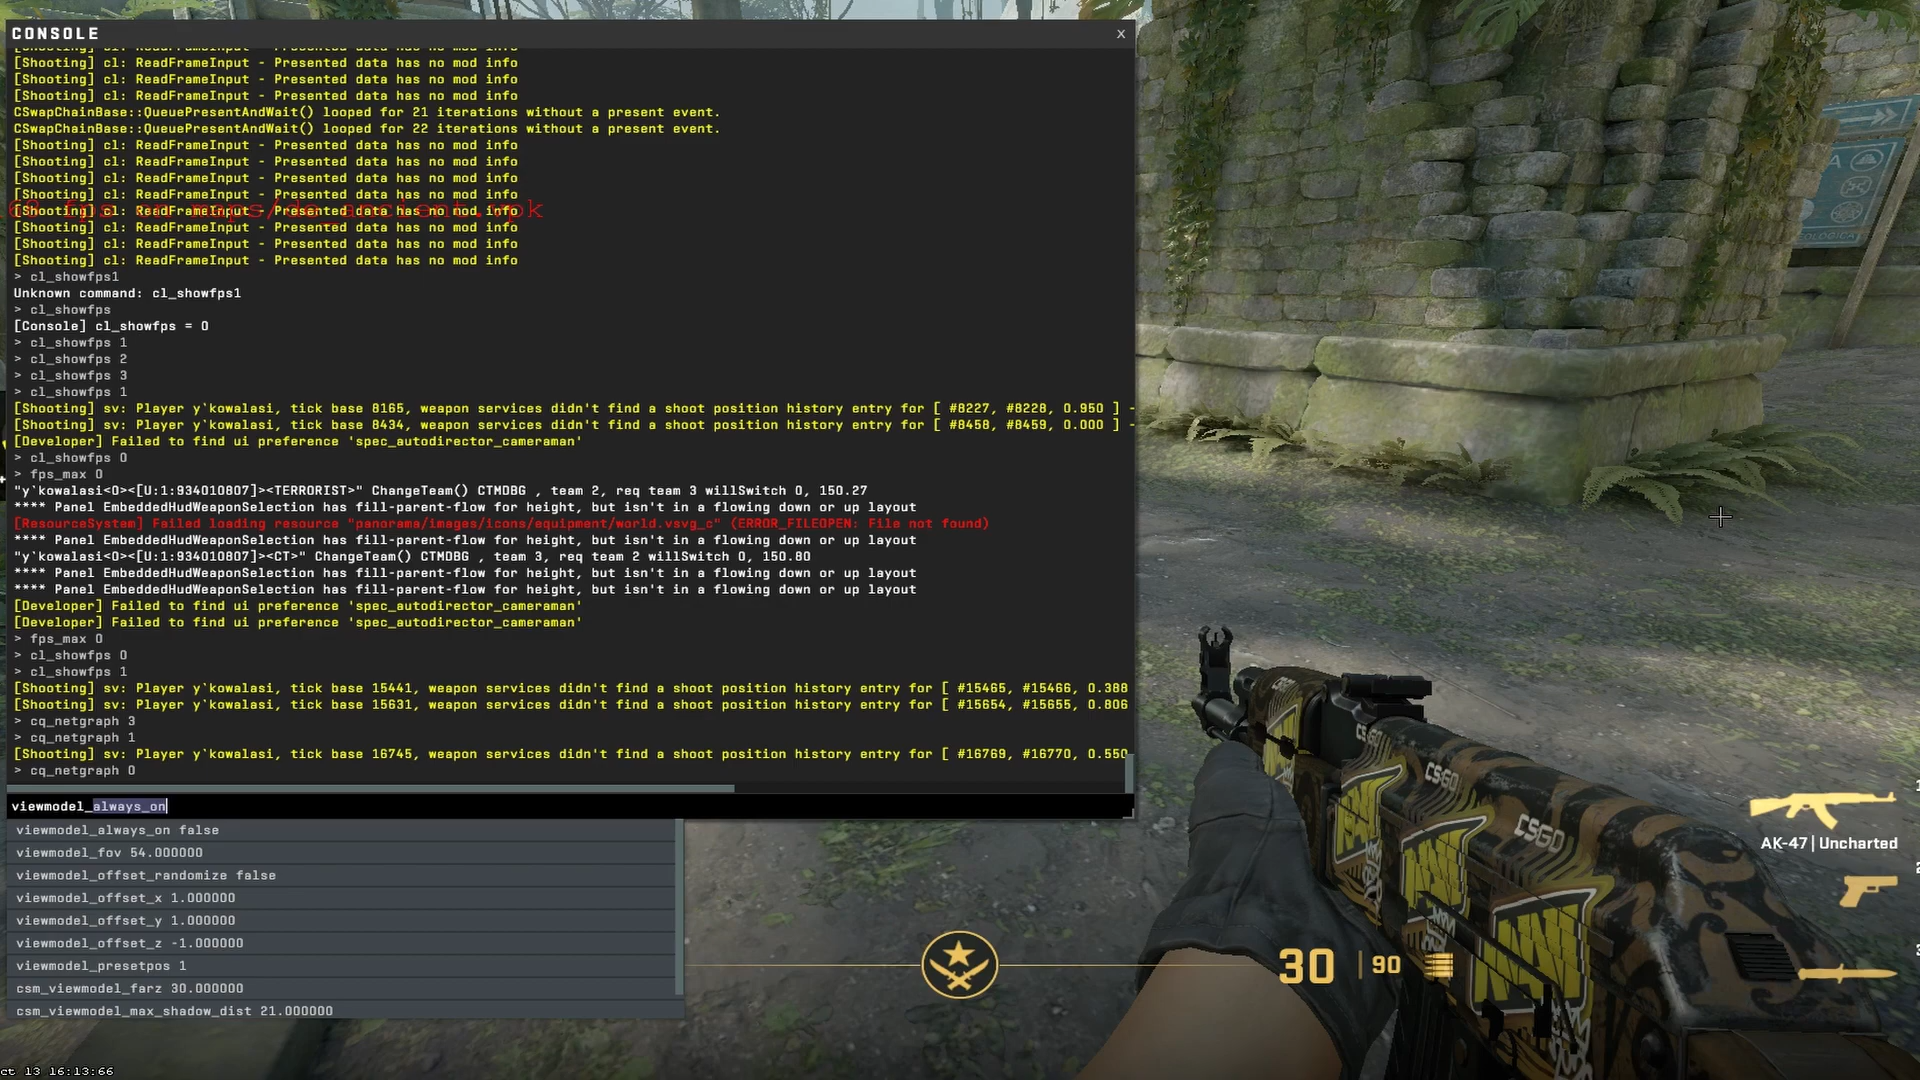 CONSOLE
X
[Shooting] cl: ReadFrameInput - Presented data has no mod info
[Shooting] cl: ReadFrameInput - Presented data has no mod info
[Shooting] cl: ReadFrameInput - Presented data has no mod info
[Shooting] cl: ReadFrameInput - Presented data has no mod info
CSwapChainBase::QueuePresentAndWait() looped for 21 iterations without a present event.
CSwapChainBase::QueuePresentAndWait() looped for 22 iterations without a present event.
[Shooting] cl: ReadFrameInput - Presented data has no mod info
[Shooting] cl: ReadFrameInput - Presented data has no mod info
[Shooting] cl: ReadFrameInput - Presented data has no mod info
[Shooting] cl: ReadFrameInput - Presented data has no mod info
[Shooting] cl: ReadFrameInput - Presented data has no mod info
fps on maps/de_ancient.vpk
[Shooting] cl: ReadFrameInput - Presented data has no mod info
[Shooting] cl: ReadFrameInput - Presented data has no mod info
[Shooting] cl: ReadFrameInput - Presented data has no mod info
> cl_showfps1
Unknown command: cl_showfps1
> cl_showfps
[Console] cl_showfps = 0
> cl_showfps 1
> cl_showfps 2
> cl_showfps 3
> cl_showfps 1
[Shooting] sv: Player y`kowalasi, tick base 8165, weapon services didn't find a shoot position history entry for [ #8227, #8228, 0.950 ] -
[Shooting] sv: Player y`kowalasi, tick base 8434, weapon services didn't find a shoot position history entry for [ #8458, #8459, 0.000 ] -
[Developer] Failed to find ui preference 'spec_autodirector_cameraman'
> cl_showfps 0
> fps_max 0
"y`kowalasi<0><[U:1:934010807]><TERRORIST>" ChangeTeam() CTMDBG , team 2, req team 3 willSwitch 0, 150.27
**** Panel EmbeddedHudWeaponSelection has fill-parent-flow for height, but isn't in a flowing down or up layout
[ResourceSystem] Failed loading resource "panorama/images/icons/equipment/world.vsvg_c" (ERROR_FILEOPEN: File not found)
**** Panel EmbeddedHudWeaponSelection has fill-parent-flow for height, but isn't in a flowing down or up layout
"y`kowalasi<0><[U:1:934010807]><CT>" ChangeTeam() CTMDBG , team 3, req team 2 willSwitch 0, 150.80
**** Panel EmbeddedHudWeaponSelection has fill-parent-flow for height, but isn't in a flowing down or up layout
**** Panel EmbeddedHudWeaponSelection has fill-parent-flow for height, but isn't in a flowing down or up layout
[Developer] Failed to find ui preference 'spec_autodirector_cameraman'
[Developer] Failed to find ui preference 'spec_autodirector_cameraman'
> fps_max 0
> cl_showfps 0
> cl_showfps 1
[Shooting] sv: Player y`kowalasi, tick base 15441, weapon services didn't find a shoot position history entry for [ #15465, #15466, 0.388
[Shooting] sv: Player y`kowalasi, tick base 15631, weapon services didn't find a shoot position history entry for [ #15654, #15655, 0.806
> cq_netgraph 3
> cq_netgraph 1
[Shooting] sv: Player y`kowalasi, tick base 16745, weapon services didn't find a shoot position history entry for [ #16769, #16770, 0.550
> cq_netgraph 0
viewmodel_always_on
viewmodel_always_on false
viewmodel_fov 54.000000
viewmodel_offset_randomize false
viewmodel_offset_x 1.000000
viewmodel_offset_y 1.000000
viewmodel_offset_z -1.000000
viewmodel_presetpos 1
csm_viewmodel_farz 30.000000
csm_viewmodel_max_shadow_dist 21.000000
A
CSGO
CSGO
AK-47 | Uncharted
30 | 90
ct 13 16:13:66